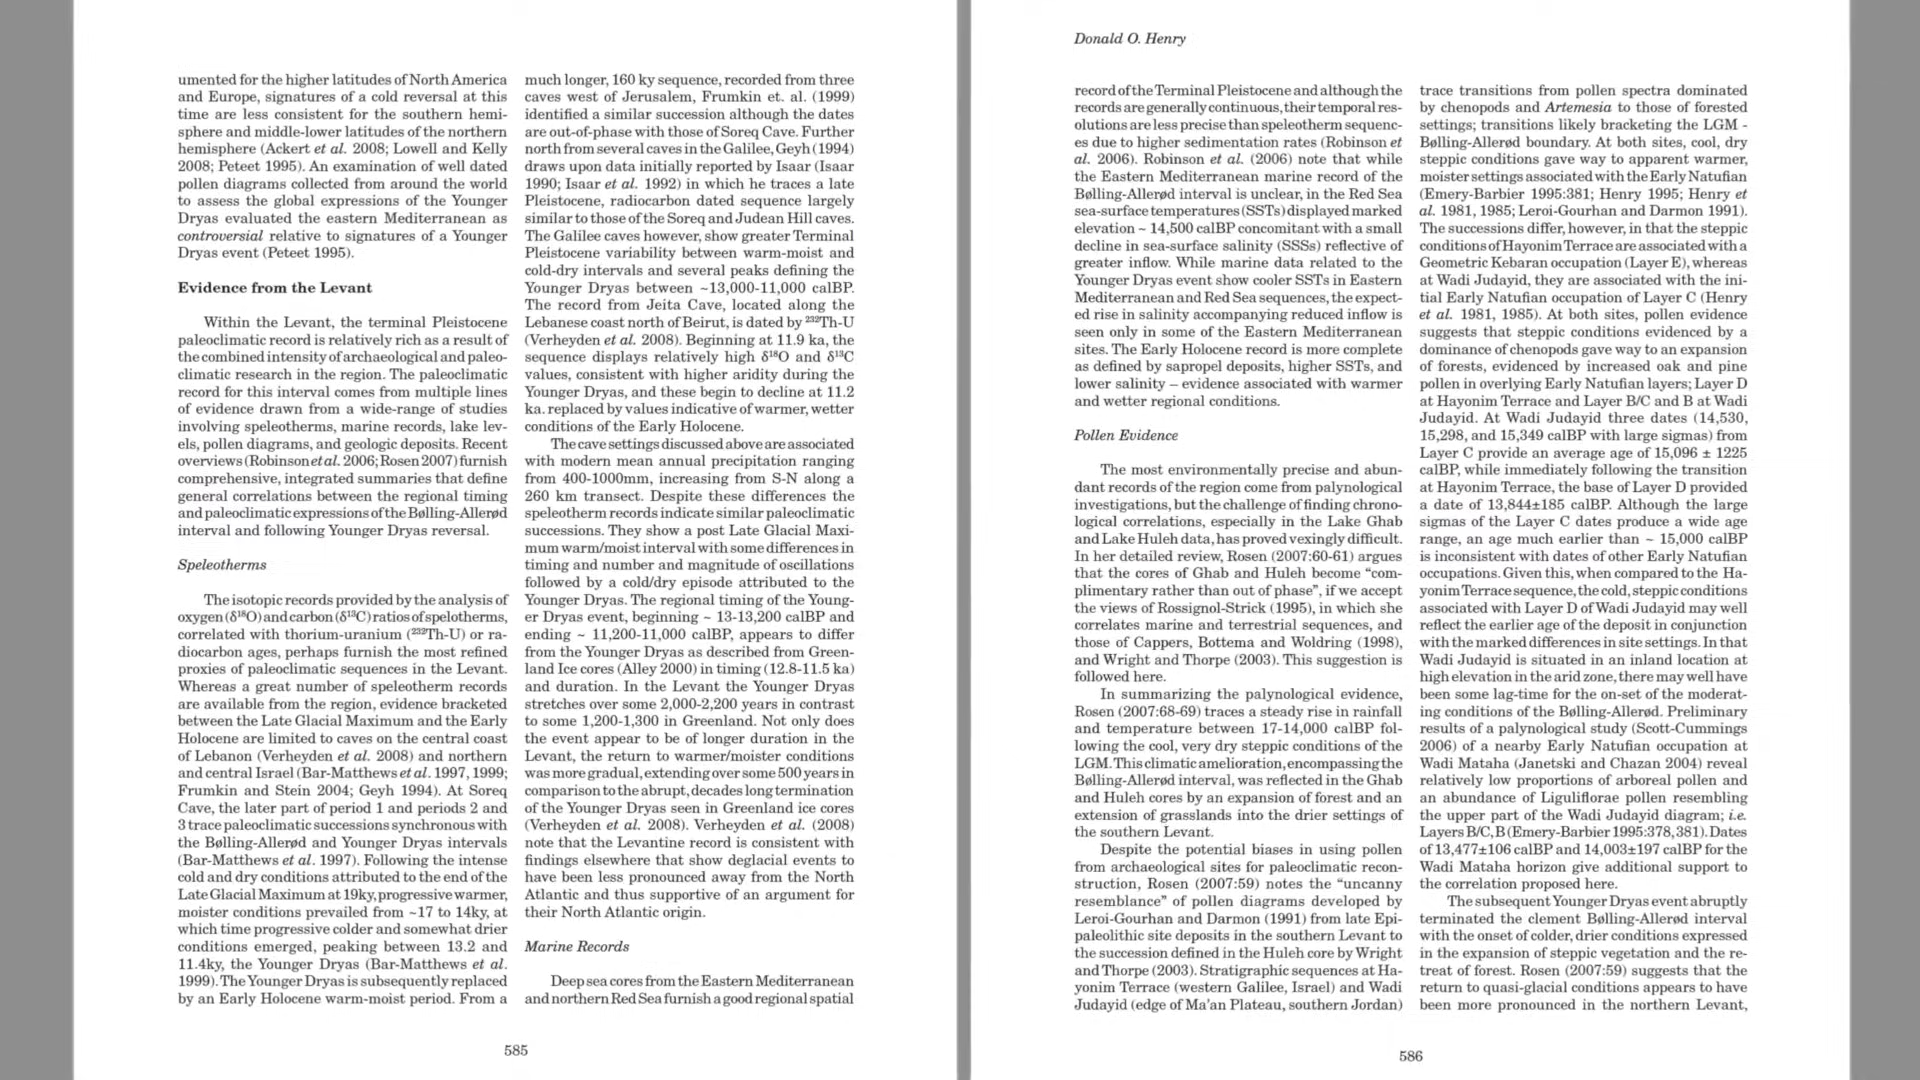 umented for the higher latitudes of North America
and Europe, signatures of a cold reversal at this
time are less consistent for the southern hemi-
sphere and middle-lower latitudes of the northern
hemisphere (Ackert et al. 2008; Lowell and Kelly
2008; Peteet 1995). An examination of well dated
pollen diagrams collected from around the world
to assess the global expressions of the Younger
Dryas evaluated the eastern Mediterranean as
controversial relative to signatures of a Younger
Dryas event (Peteet 1995).
Evidence from the Levant
Within the Levant, the terminal Pleistocene
paleoclimatic record is relatively rich as a result of
the combined intensity of archaeological and paleo-
climatic research in the region. The paleoclimatic
record for this interval comes from multiple lines
of evidence drawn from a wide-range of studies
involving speleotherms, marine records, lake lev-
els, pollen diagrams, and geologic deposits. Recent
overviews (Robinson et al. 2006; Rosen 2007) furnish
comprehensive, integrated summaries that define
general correlations between the regional timing
and paleoclimatic expressions of the Bølling-Allerød
interval and following Younger Dryas reversal.
Speleotherms
The isotopic records provided by the analysis of
oxygen (δ¹⁸O) and carbon (δ¹³C) ratios of spelotherms,
correlated with thorium-uranium (²³²Th-U) or ra-
diocarbon ages, perhaps furnish the most refined
proxies of paleoclimatic sequences in the Levant.
Whereas a great number of speleotherm records
are available from the region, evidence bracketed
between the Late Glacial Maximum and the Early
Holocene are limited to caves on the central coast
of Lebanon (Verheyden et al. 2008) and northern
and central Israel (Bar-Matthews et al. 1997, 1999;
Frumkin and Stein 2004; Geyh 1994). At Soreq
Cave, the later part of period 1 and periods 2 and
3 trace paleoclimatic successions synchronous with
the Bølling-Allerød and Younger Dryas intervals
(Bar-Matthews et al. 1997). Following the intense
cold and dry conditions attributed to the end of the
Late Glacial Maximum at 19ky, progressive warmer,
moister conditions prevailed from ~17 to 14ky, at
which time progressive colder and somewhat drier
conditions emerged, peaking between 13.2 and
11.4ky, the Younger Dryas (Bar-Matthews et al.
1999). The Younger Dryas is subsequently replaced
by an Early Holocene warm-moist period. From a
much longer, 160 ky sequence, recorded from three
caves west of Jerusalem, Frumkin et. al. (1999)
identified a similar succession although the dates
are out-of-phase with those of Soreq Cave. Further
north from several caves in the Galilee, Geyh (1994)
draws upon data initially reported by Isaar (Isaar
1990; Isaar et al. 1992) in which he traces a late
Pleistocene, radiocarbon dated sequence largely
similar to those of the Soreq and Judean Hill caves.
The Galilee caves however, show greater Terminal
Pleistocene variability between warm-moist and
cold-dry intervals and several peaks defining the
Younger Dryas between ~13,000-11,000 calBP.
The record from Jeita Cave, located along the
Lebanese coast north of Beirut, is dated by ²³²Th-U
(Verheyden et al. 2008). Beginning at 11.9 ka, the
sequence displays relatively high δ¹⁸O and δ¹³C
values, consistent with higher aridity during the
Younger Dryas, and these begin to decline at 11.2
ka. replaced by values indicative of warmer, wetter
conditions of the Early Holocene.
The cave settings discussed above are associated
with modern mean annual precipitation ranging
from 400-1000mm, increasing from S-N along a
260 km transect. Despite these differences the
speleotherm records indicate similar paleoclimatic
successions. They show a post Late Glacial Maxi-
mum warm/moist interval with some differences in
timing and number and magnitude of oscillations
followed by a cold/dry episode attributed to the
Younger Dryas. The regional timing of the Young-
er Dryas event, beginning ~ 13-13,200 calBP and
ending ~ 11,200-11,000 calBP, appears to differ
from the Younger Dryas as described from Green-
land Ice cores (Alley 2000) in timing (12.8-11.5 ka)
and duration. In the Levant the Younger Dryas
stretches over some 2,000-2,200 years in contrast
to some 1,200-1,300 in Greenland. Not only does
the event appear to be of longer duration in the
Levant, the return to warmer/moister conditions
was more gradual, extending over some 500 years in
comparison to the abrupt, decades long termination
of the Younger Dryas seen in Greenland ice cores
(Verheyden et al. 2008). Verheyden et al. (2008)
note that the Levantine record is consistent with
findings elsewhere that show deglacial events to
have been less pronounced away from the North
Atlantic and thus supportive of an argument for
their North Atlantic origin.
Marine Records
Deep sea cores from the Eastern Mediterranean
and northern Red Sea furnish a good regional spatial
585
Donald O. Henry
record of the Terminal Pleistocene and although the
records are generally continuous, their temporal res-
olutions are less precise than speleotherm sequenc-
es due to higher sedimentation rates (Robinson et
al. 2006). Robinson et al. (2006) note that while
the Eastern Mediterranean marine record of the
Bølling-Allerød interval is unclear, in the Red Sea
sea-surface temperatures (SSTs) displayed marked
elevation ~ 14,500 calBP concomitant with a small
decline in sea-surface salinity (SSSs) reflective of
greater inflow. While marine data related to the
Younger Dryas event show cooler SSTs in Eastern
Mediterranean and Red Sea sequences, the expect-
ed rise in salinity accompanying reduced inflow is
seen only in some of the Eastern Mediterranean
sites. The Early Holocene record is more complete
as defined by sapropel deposits, higher SSTs, and
lower salinity – evidence associated with warmer
and wetter regional conditions.
Pollen Evidence
The most environmentally precise and abun-
dant records of the region come from palynological
investigations, but the challenge of finding chrono-
logical correlations, especially in the Lake Ghab
and Lake Huleh data, has proved vexingly difficult.
In her detailed review, Rosen (2007:60-61) argues
that the cores of Ghab and Huleh become “com-
plimentary rather than out of phase”, if we accept
the views of Rossignol-Strick (1995), in which she
correlates marine and terrestrial sequences, and
those of Cappers, Bottema and Woldring (1998),
and Wright and Thorpe (2003). This suggestion is
followed here.
In summarizing the palynological evidence,
Rosen (2007:68-69) traces a steady rise in rainfall
and temperature between 17-14,000 calBP fol-
lowing the cool, very dry steppic conditions of the
LGM. This climatic amelioration, encompassing the
Bølling-Allerød interval, was reflected in the Ghab
and Huleh cores by an expansion of forest and an
extension of grasslands into the drier settings of
the southern Levant.
Despite the potential biases in using pollen
from archaeological sites for paleoclimatic recon-
struction, Rosen (2007:59) notes the “uncanny
resemblance” of pollen diagrams developed by
Leroi-Gourhan and Darmon (1991) from late Epi-
paleolithic site deposits in the southern Levant to
the succession defined in the Huleh core by Wright
and Thorpe (2003). Stratigraphic sequences at Ha-
yonim Terrace (western Galilee, Israel) and Wadi
Judayid (edge of Ma'an Plateau, southern Jordan)
trace transitions from pollen spectra dominated
by chenopods and Artemesia to those of forested
settings; transitions likely bracketing the LGM -
Bølling-Allerød boundary. At both sites, cool, dry
steppic conditions gave way to apparent warmer,
moister settings associated with the Early Natufian
(Emery-Barbier 1995:381; Henry 1995; Henry et
al. 1981, 1985; Leroi-Gourhan and Darmon 1991).
The successions differ, however, in that the steppic
conditions of Hayonim Terrace are associated with a
Geometric Kebaran occupation (Layer E), whereas
at Wadi Judayid, they are associated with the ini-
tial Early Natufian occupation of Layer C (Henry
et al. 1981, 1985). At both sites, pollen evidence
suggests that steppic conditions evidenced by a
dominance of chenopods gave way to an expansion
of forests, evidenced by increased oak and pine
pollen in overlying Early Natufian layers; Layer D
at Hayonim Terrace and Layer B/C and B at Wadi
Judayid. At Wadi Judayid three dates (14,530,
15,298, and 15,349 calBP with large sigmas) from
Layer C provide an average age of 15,096 ± 1225
calBP, while immediately following the transition
at Hayonim Terrace, the base of Layer D provided
a date of 13,844±185 calBP. Although the large
sigmas of the Layer C dates produce a wide age
range, an age much earlier than ~ 15,000 calBP
is inconsistent with dates of other Early Natufian
occupations. Given this, when compared to the Ha-
yonim Terrace sequence, the cold, steppic conditions
associated with Layer D of Wadi Judayid may well
reflect the earlier age of the deposit in conjunction
with the marked differences in site settings. In that
Wadi Judayid is situated in an inland location at
high elevation in the arid zone, there may well have
been some lag-time for the on-set of the moderat-
ing conditions of the Bølling-Allerød. Preliminary
results of a palynological study (Scott-Cummings
2006) of a nearby Early Natufian occupation at
Wadi Mataha (Janetski and Chazan 2004) reveal
relatively low proportions of arboreal pollen and
an abundance of Liguliflorae pollen resembling
the upper part of the Wadi Judayid diagram; i.e.
Layers B/C, B (Emery-Barbier 1995:378, 381). Dates
of 13,477±106 calBP and 14,003±197 calBP for the
Wadi Mataha horizon give additional support to
the correlation proposed here.
The subsequent Younger Dryas event abruptly
terminated the clement Bølling-Allerød interval
with the onset of colder, drier conditions expressed
in the expansion of steppic vegetation and the re-
treat of forest. Rosen (2007:59) suggests that the
return to quasi-glacial conditions appears to have
been more pronounced in the northern Levant,
586